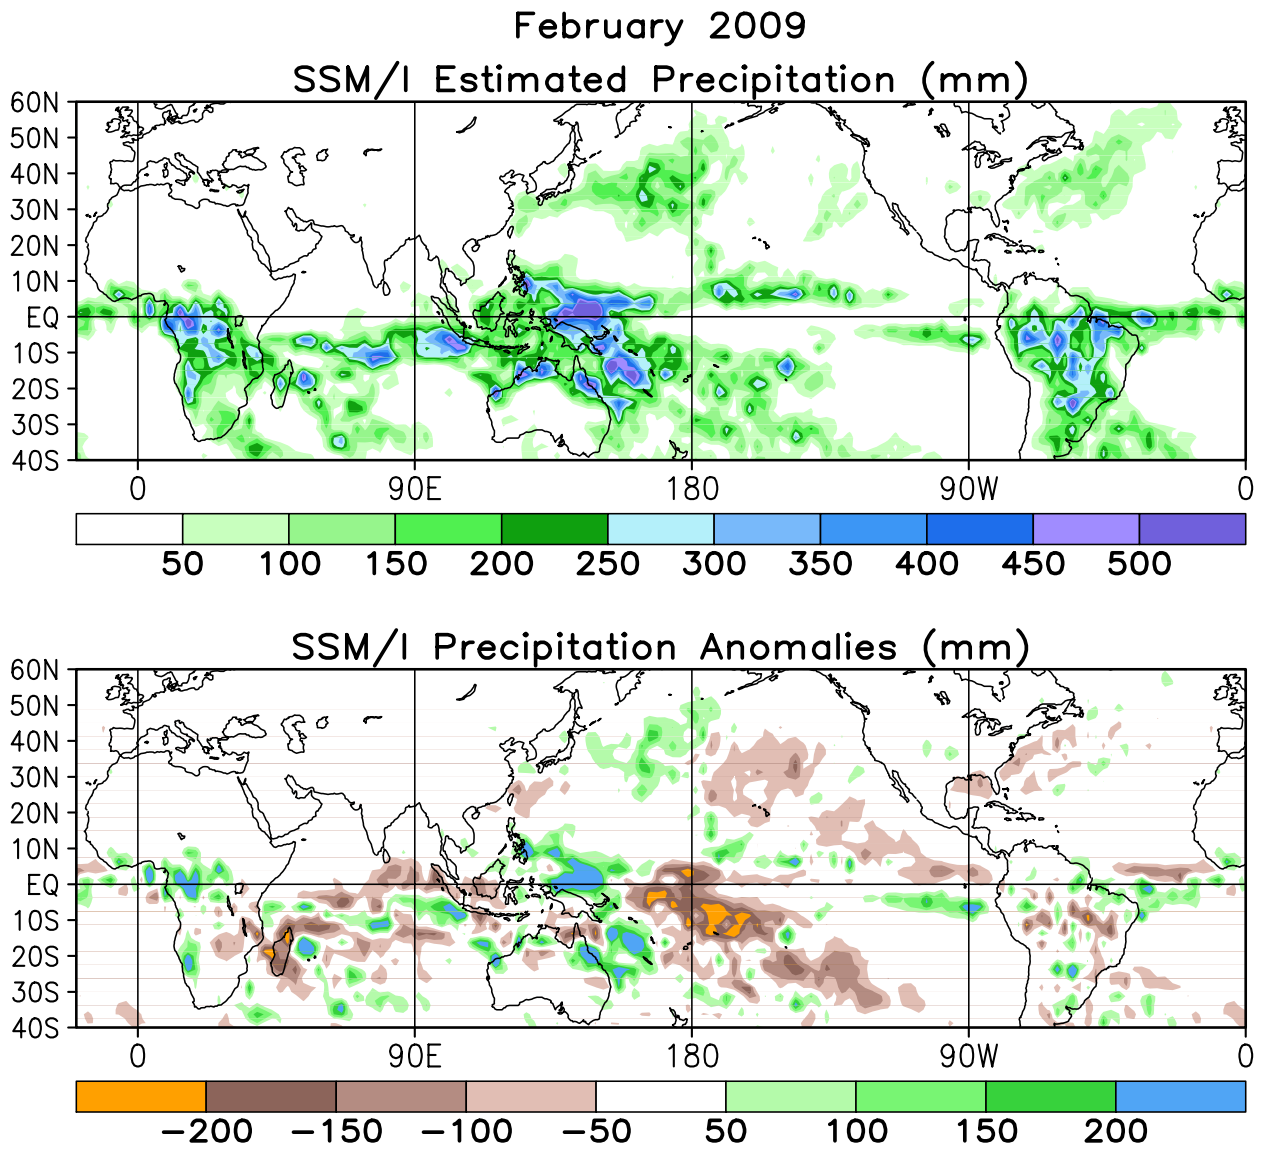 February 2009
SSM/I Estimated Precipitation (mm)
60N
50N
40N
30N
20N
10N
EQ
10S
20S
30S
40S
0 90E 180 90W 0
50 100 150 200 250 300 350 400 450 500
SSM/I Precipitation Anomalies (mm)
60N
50N
40N
30N
20N
10N
EQ
10S
20S
30S
40S
0 90E 180 90W 0
−200 −150 −100 −50 50 100 150 200